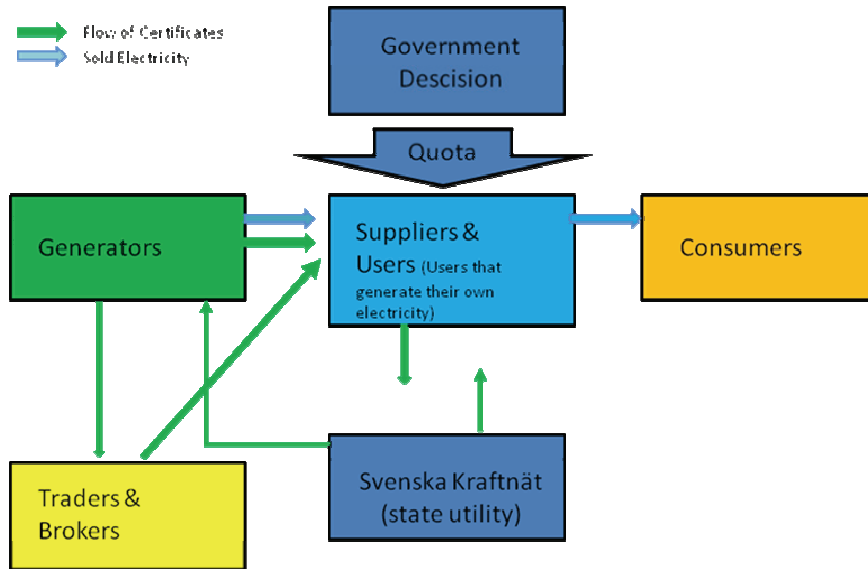 Flow of Certificates
Sold Electricity
Government
Descision
Quota
Generators
Suppliers &
Users (Users that
generate their own
electricity)
Consumers
Traders &
Brokers
Svenska Kraftnät
(state utility)